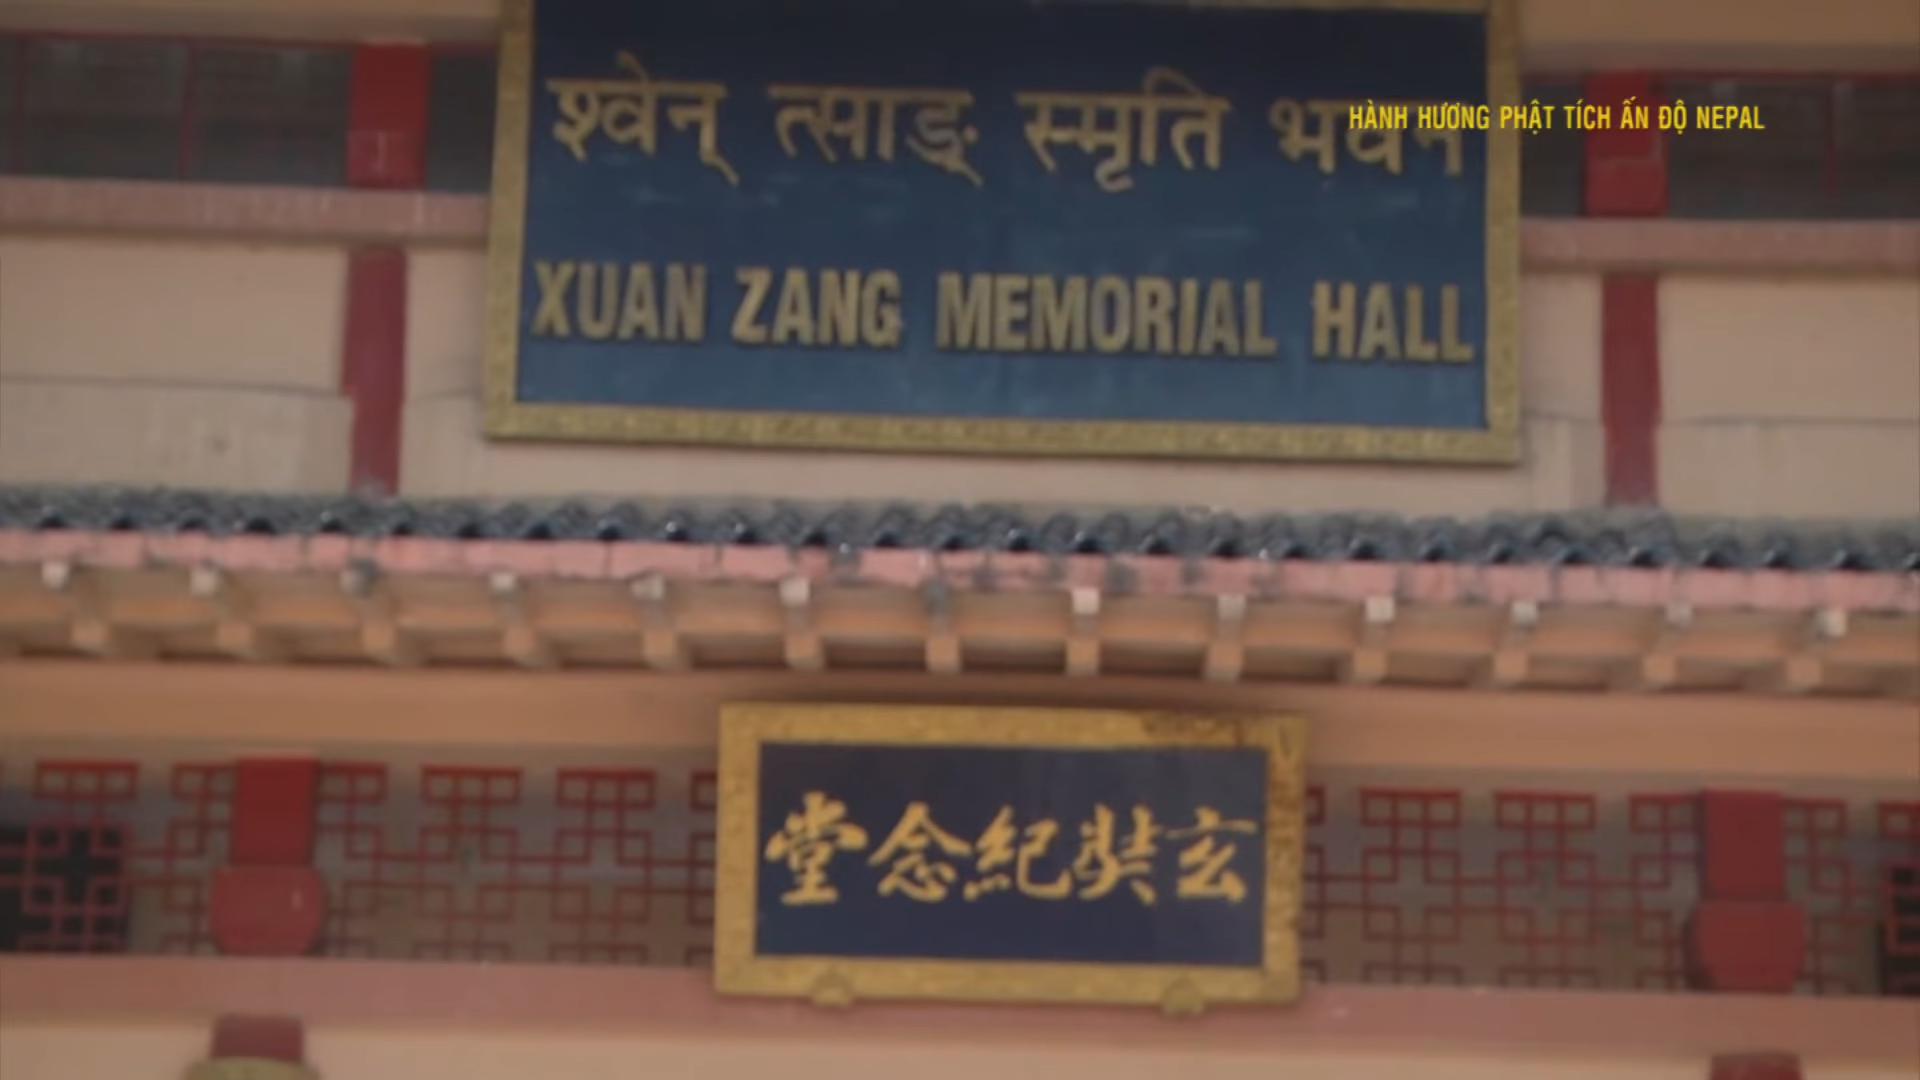 श्वेन् त्साङ् स्मृति भवन
HÀNH HƯƠNG PHẬT TÍCH ẤN ĐỘ NEPAL
XUAN ZANG MEMORIAL HALL
玄奘紀念堂